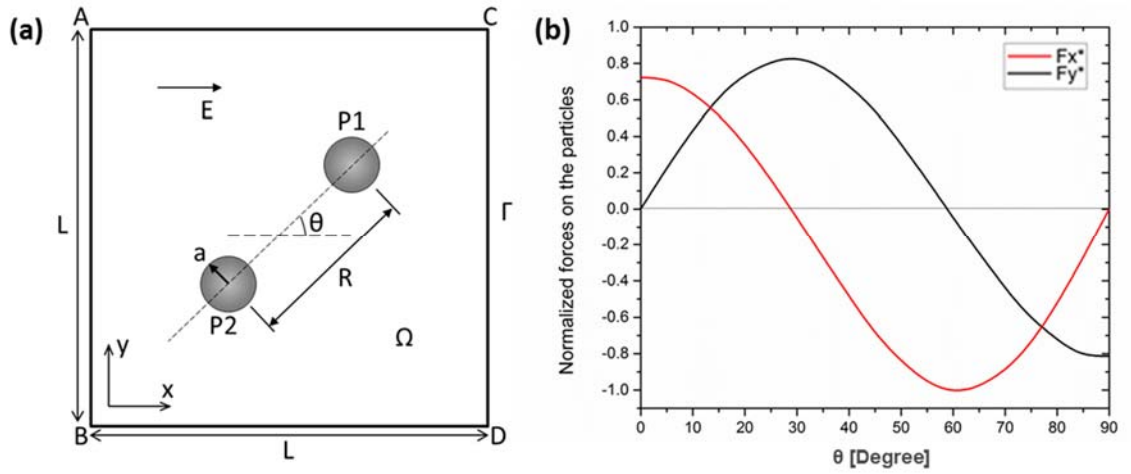 (a)
A
C
E
P1
L
Γ
θ
a
R
P2
Ω
y
x
B
L
D
(b)
Normalized forces on the particles
1.0
0.8
0.6
0.4
0.2
0.0
-0.2
-0.4
-0.6
-0.8
-1.0
Fx*
Fy*
0 10 20 30 40 50 60 70 80 90
θ [Degree]